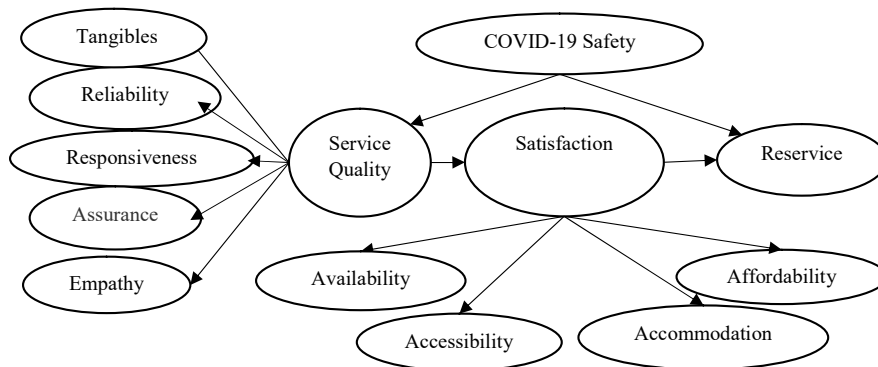 Tangibles
COVID-19 Safety
Reliability
Service
Quality
Satisfaction
Responsiveness
Reservice
Assurance
Empathy
Availability
Affordability
Accessibility
Accommodation